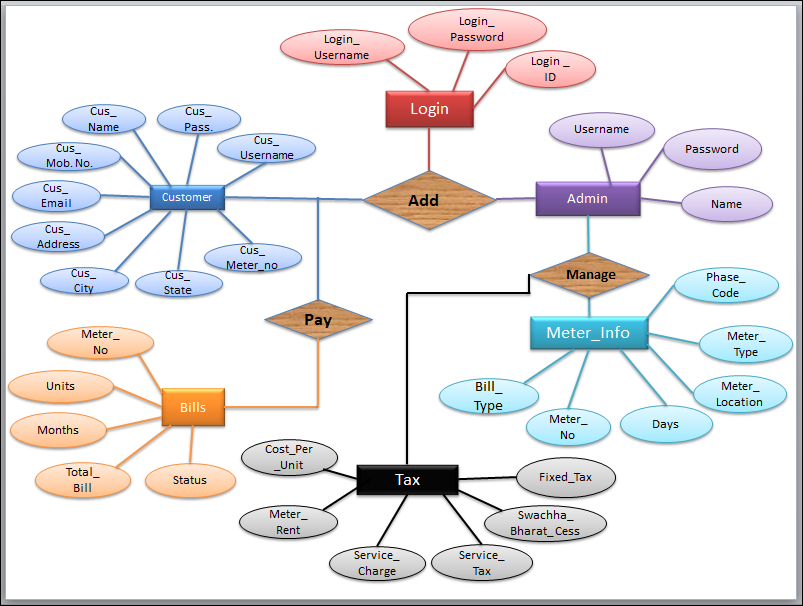 Login_
Username
Login_
Password
Login _
ID
Login
Cus_
Name
Cus_
Pass.
Cus_
Username
Cus_
Mob. No.
Cus_
Email
Cus_
Address
Cus_
City
Cus_
State
Cus_
Meter_no
Customer
Add
Username
Password
Name
Admin
Manage
Pay
Phase_
Code
Meter_
Type
Meter_
Location
Days
Meter_
No
Bill_
Type
Meter_Info
Meter_
No
Units
Months
Total_
Bill
Status
Bills
Cost_Per
_Unit
Meter_
Rent
Service_
Charge
Service_
Tax
Swachha_
Bharat_Cess
Fixed_Tax
Tax